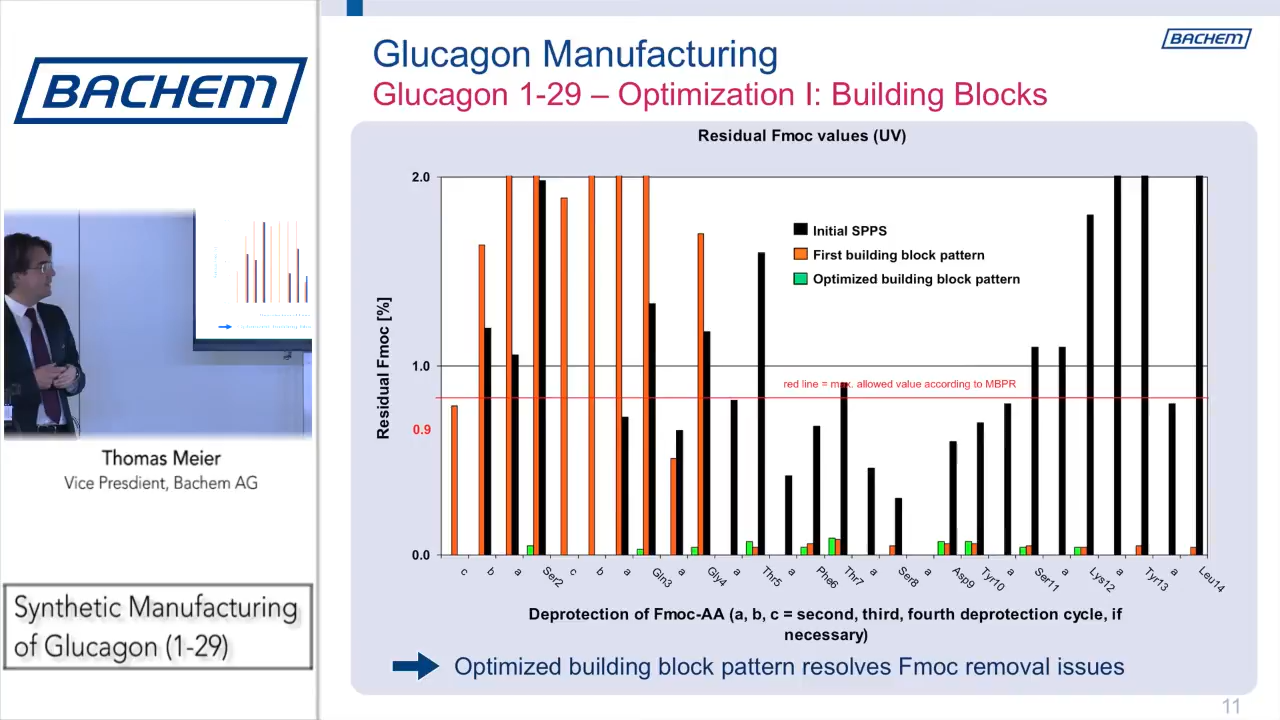 BACHEM
Thomas Meier
Vice Presdient, Bachem AG
Synthetic Manufacturing
of Glucagon (1-29)
BACHEM
Glucagon Manufacturing
Glucagon 1-29 – Optimization I: Building Blocks
Residual Fmoc values (UV)
2.0
Initial SPPS
First building block pattern
Optimized building block pattern
Residual Fmoc [%]
1.0
red line = max. allowed value according to MBPR
0.9
0.0
c b a Ser2 c b a Gln3 a Gly4 a Thr5 a Phe6 Thr7 a Ser8 a Asp9 Tyr10 a Ser11 a Lys12 a Tyr13 a Leu14
Deprotection of Fmoc-AA (a, b, c = second, third, fourth deprotection cycle, if
necessary)
Optimized building block pattern resolves Fmoc removal issues
11